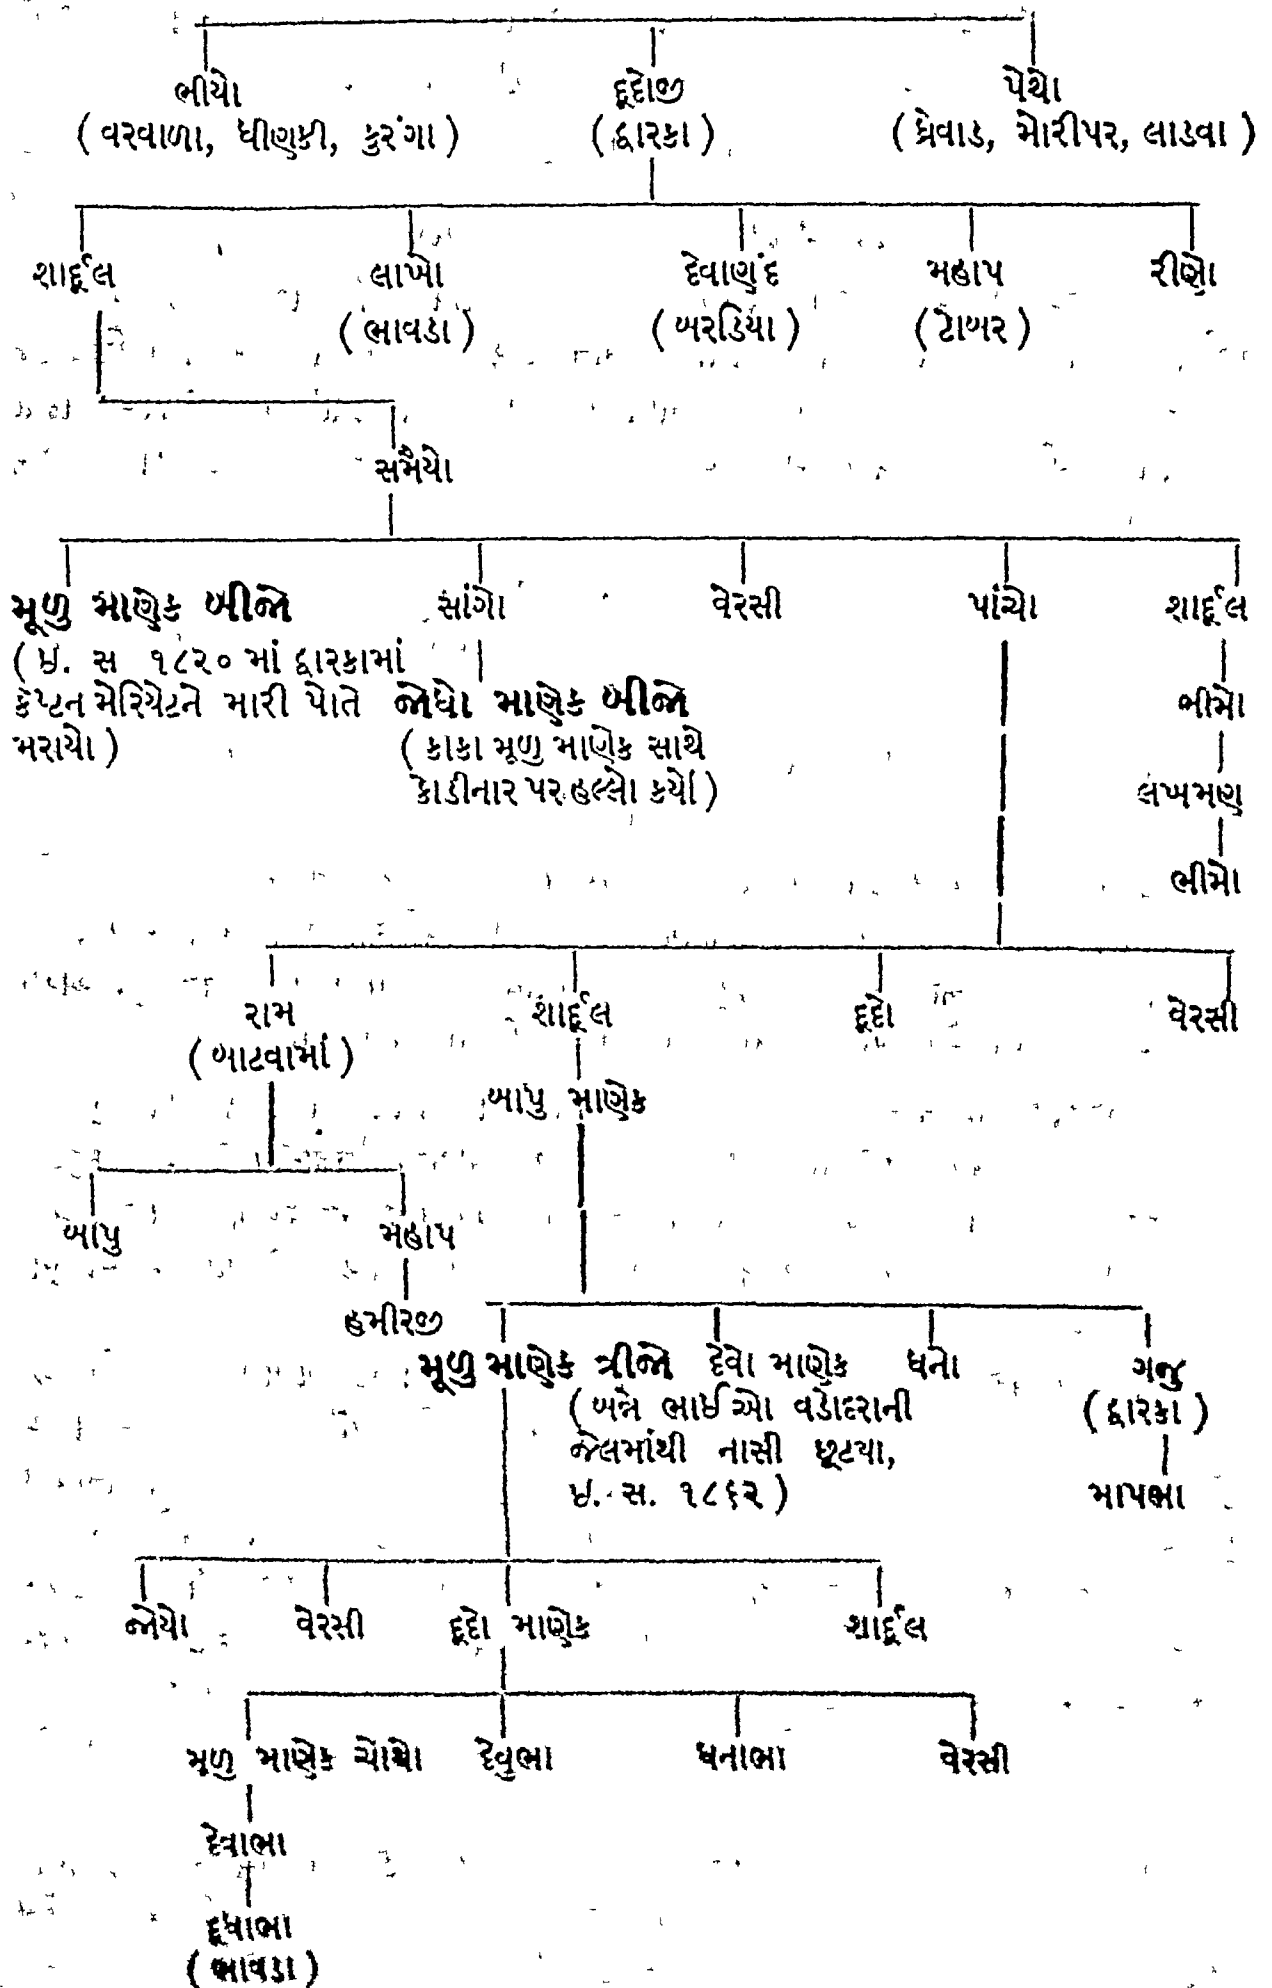 ભીયો દૂદોજી પેથો
(વરવાળા, ધીણકી, કુરંગા) (દ્વારકા) (ધ્રેવાડ, મોરીપર, લાડવા)
શાર્દૂલ લાખો દેવાણંદ મહાપ રીણો
(ભાવડા) (બરડિયા) (ટોબર)
સમૈયો
મૂળુ માણેક બીજો સાંગો વેરસી પાંચો શાર્દૂલ
(ઇ. સ ૧૮૨૦ માં દ્વારકામાં
કેપ્ટન મેરિયેટને મારી પોતે જોધો માણેક બીજો ભીમો
મરાયો) (કાકા મૂળુ માણેક સાથે
કોડીનાર પર હલ્લો કર્યો) લખમણ
ભીમો
રામ શાર્દૂલ દૂદો વેરસી
(બાટવામાં)
બાપુ માણેક
બાપુ મહાપ
હમીરજી
મૂળુ માણેક ત્રીજો દેવો માણેક ધનો ગજુ
(બન્ને ભાઈઓ વડોદરાની (દ્વારકા)
જેલમાંથી નાસી છૂટ્યા,
ઇ. સ. ૧૮૬૨) માપભા
જોયો વેરસી દૂદો માણેક શાર્દૂલ
મૂળુ માણેક ચોથો દેવુભા ધનાભા વેરસી
દેવાભા
દૂધાભા
(ભાવડા)